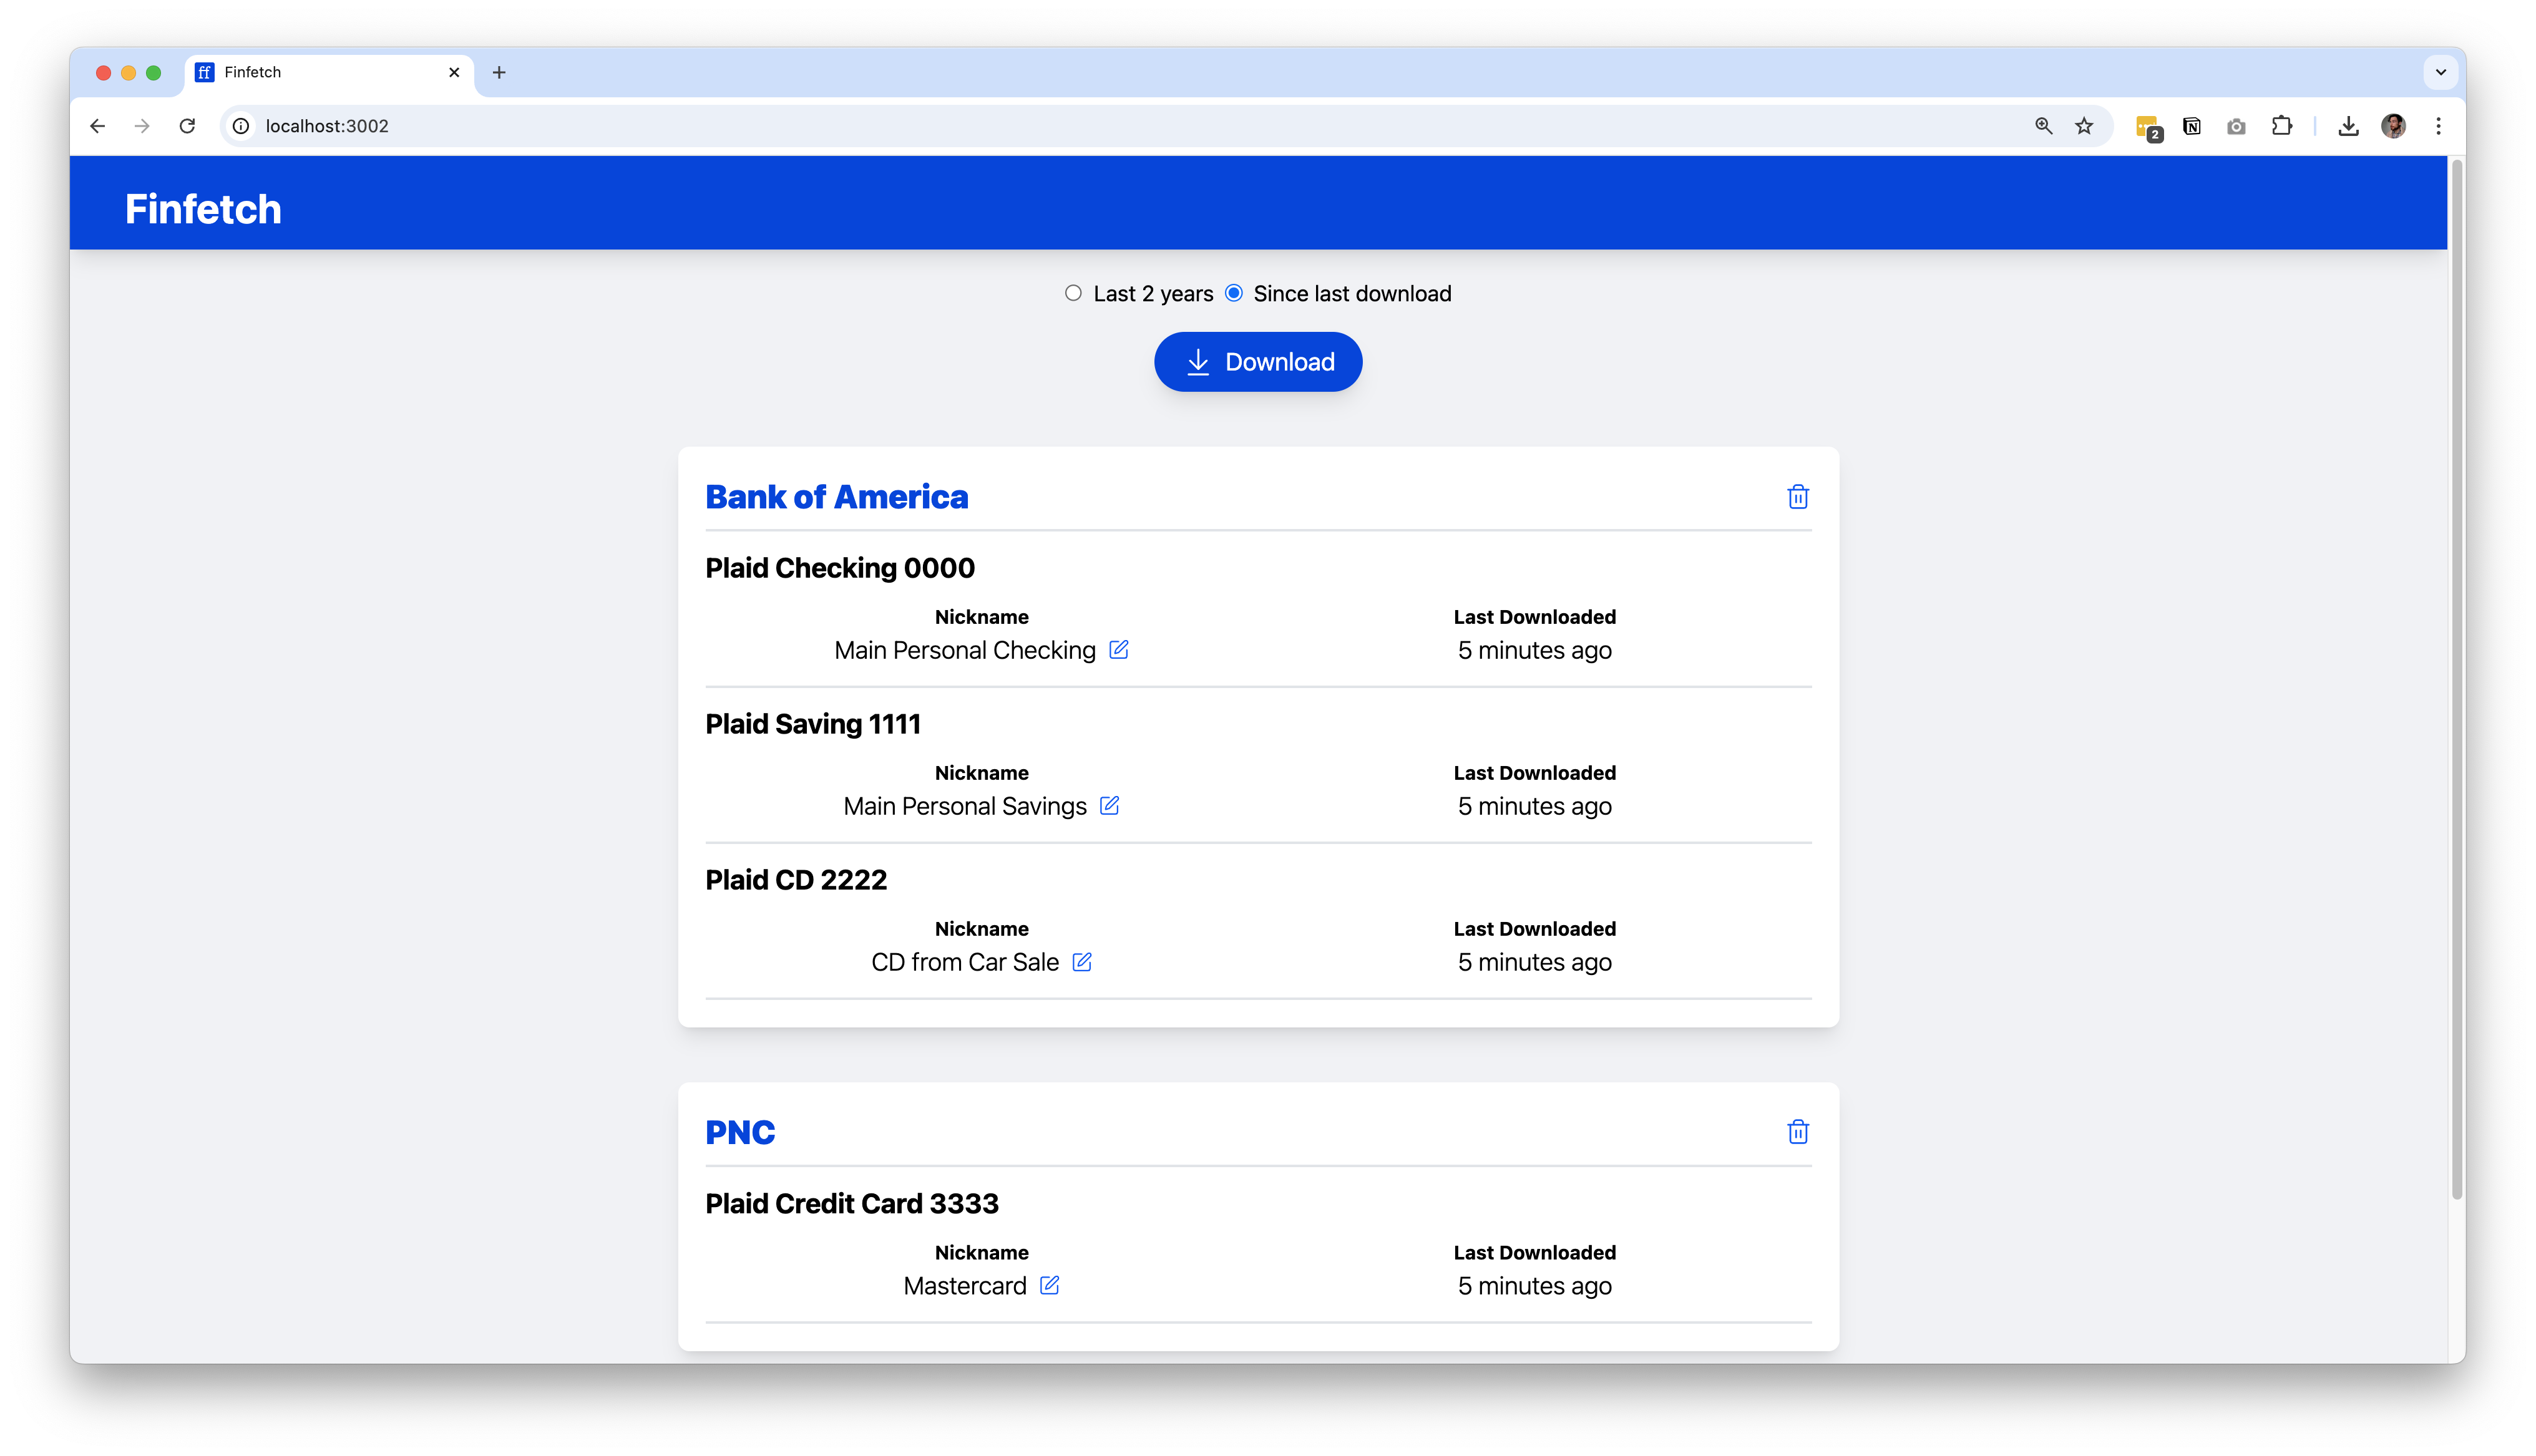 ff Finfetch
localhost:3002
2
Finfetch
Last 2 years Since last download
Download
Bank of America
Plaid Checking 0000
Nickname Last Downloaded
Main Personal Checking 5 minutes ago
Plaid Saving 1111
Nickname Last Downloaded
Main Personal Savings 5 minutes ago
Plaid CD 2222
Nickname Last Downloaded
CD from Car Sale 5 minutes ago
PNC
Plaid Credit Card 3333
Nickname Last Downloaded
Mastercard 5 minutes ago